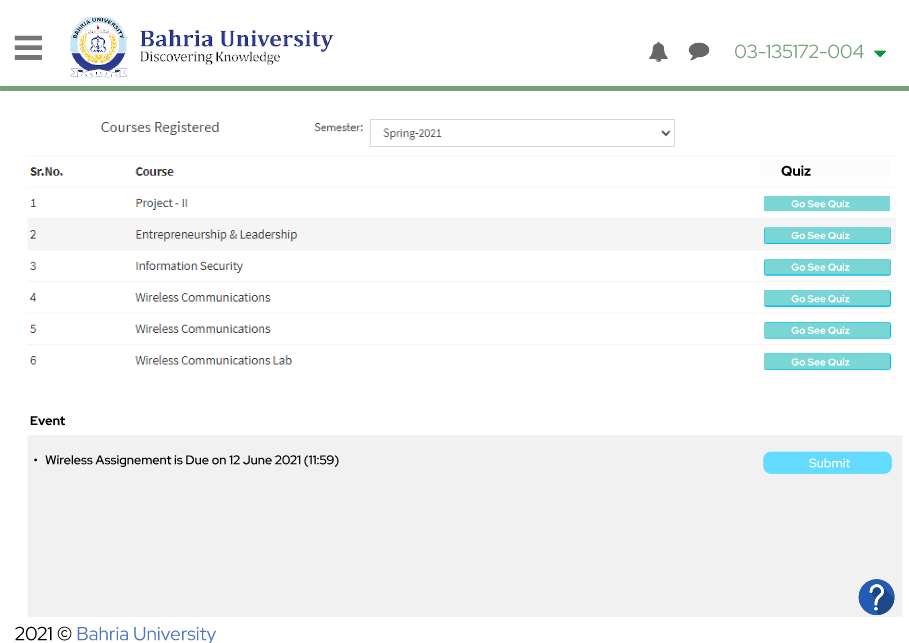 BAHRIA UNIVERSITY
Bahria University
Discovering Knowledge
03-135172-004
Courses Registered
Semester: Spring-2021
Sr.No. Course Quiz
1 Project - II Go See Quiz
2 Entrepreneurship & Leadership Go See Quiz
3 Information Security Go See Quiz
4 Wireless Communications Go See Quiz
5 Wireless Communications Go See Quiz
6 Wireless Communications Lab Go See Quiz
Event
• Wireless Assignement is Due on 12 June 2021 (11:59) Submit
?
2021 © Bahria University